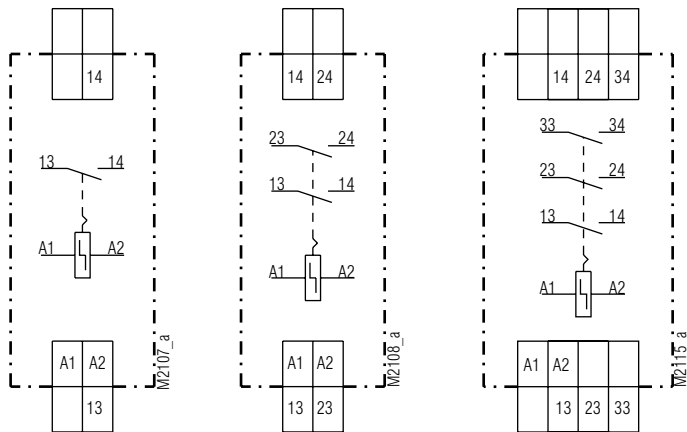 14
13 14
A1 A2
A1 A2
13
M2107_a
14 24
23 24
13 14
A1 A2
A1 A2
13 23
M2108_a
14 24 34
33 34
23 24
13 14
A1 A2
A1 A2
13 23 33
M2115_a